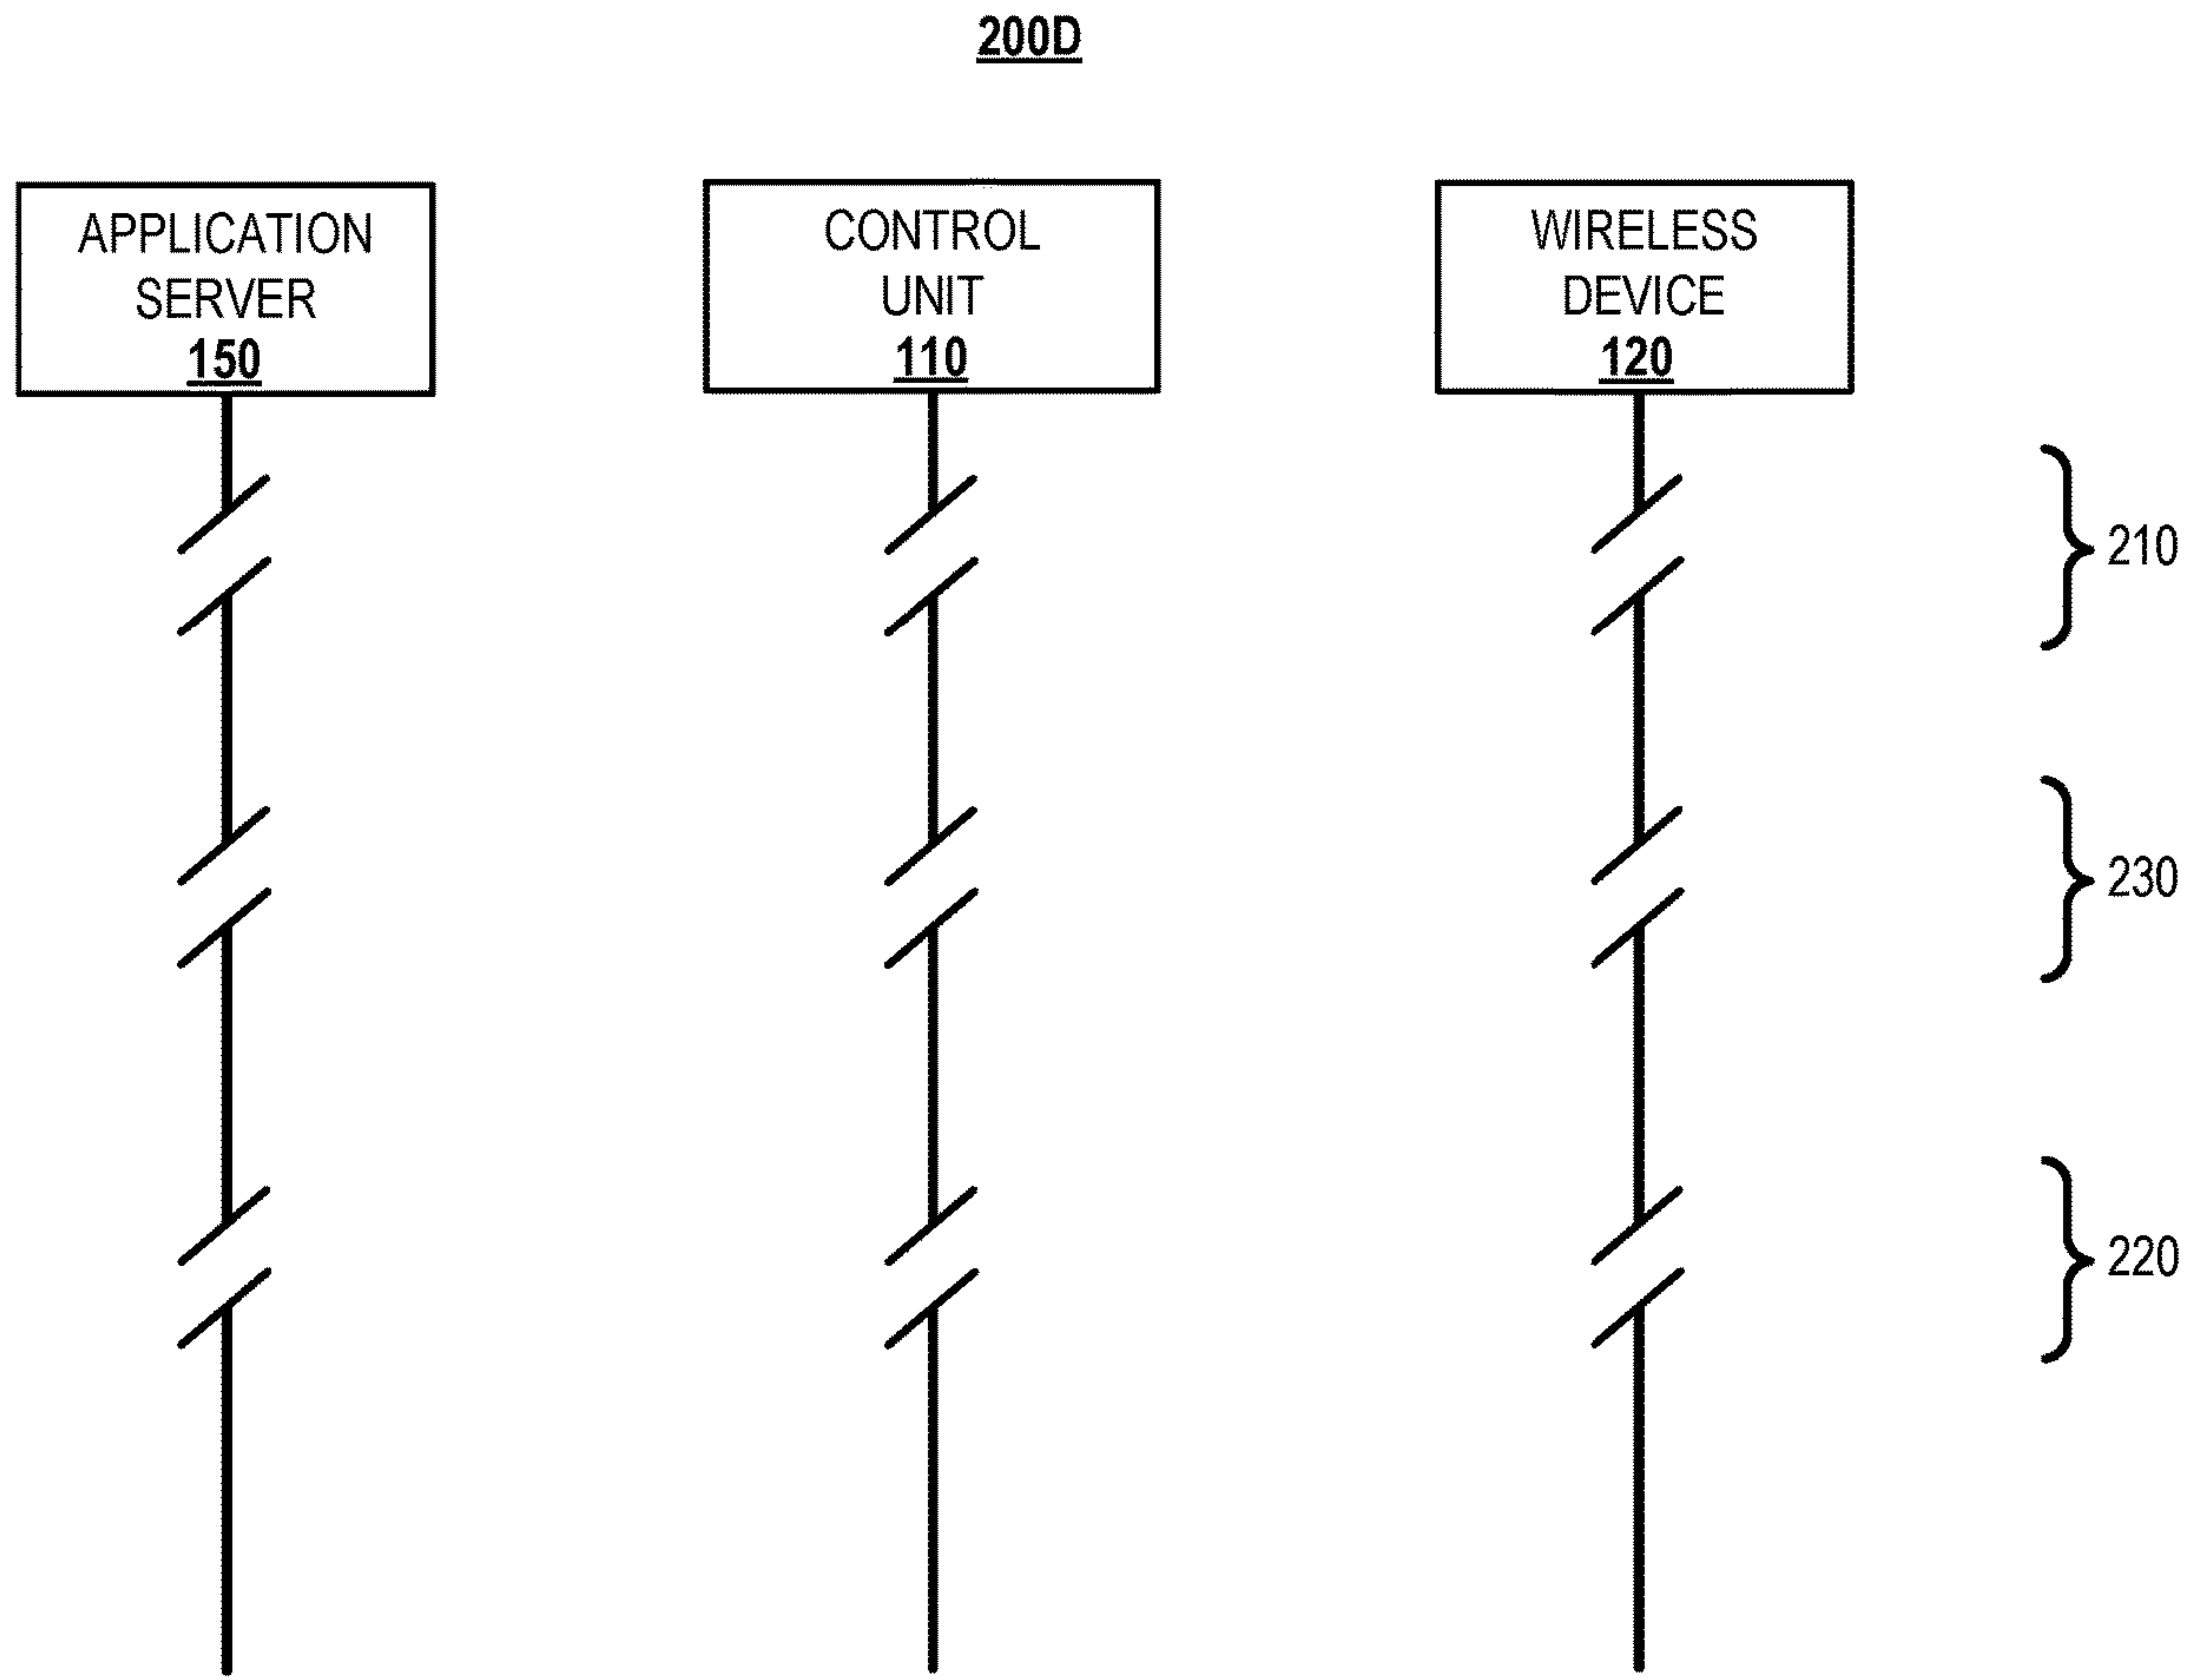 200D
APPLICATION
SERVER
150
CONTROL
UNIT
110
WIRELESS
DEVICE
120
210
230
220